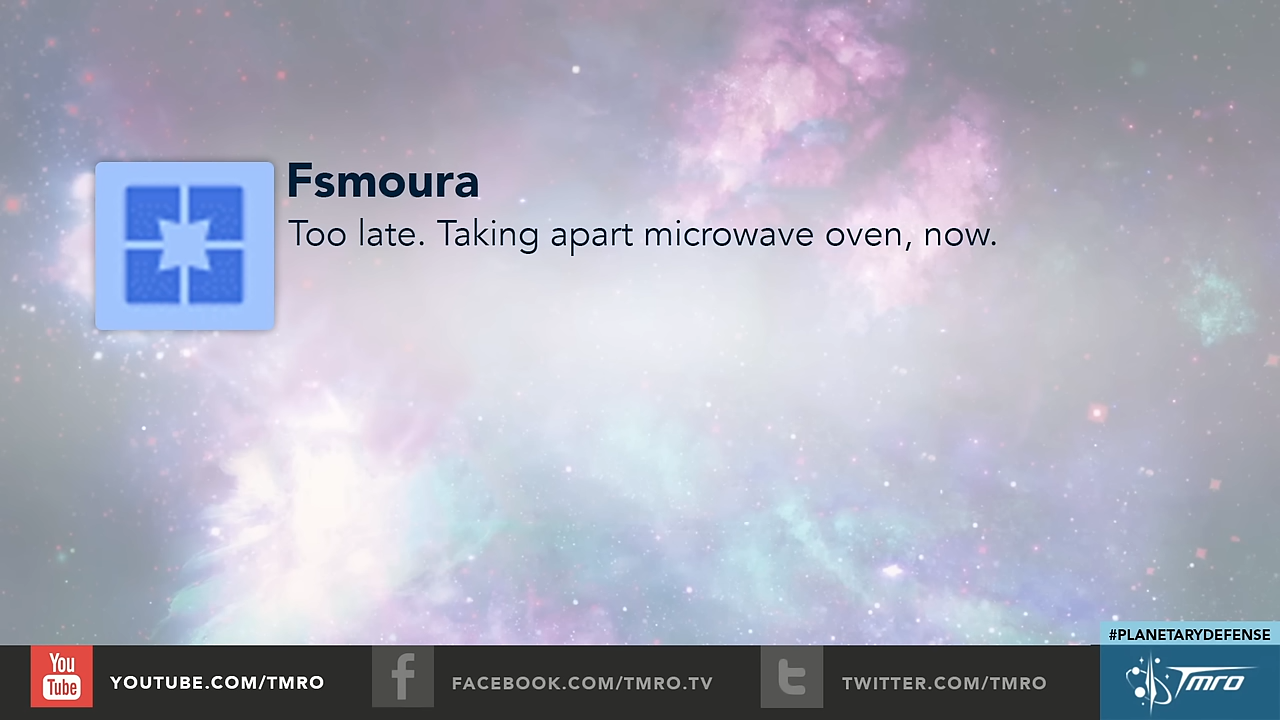 Fsmoura
Too late. Taking apart microwave oven, now.
#PLANETARYDEFENSE
You
Tube
YOUTUBE.COM/TMRO
f
FACEBOOK.COM/TMRO.TV
t
TWITTER.COM/TMRO
Tmro